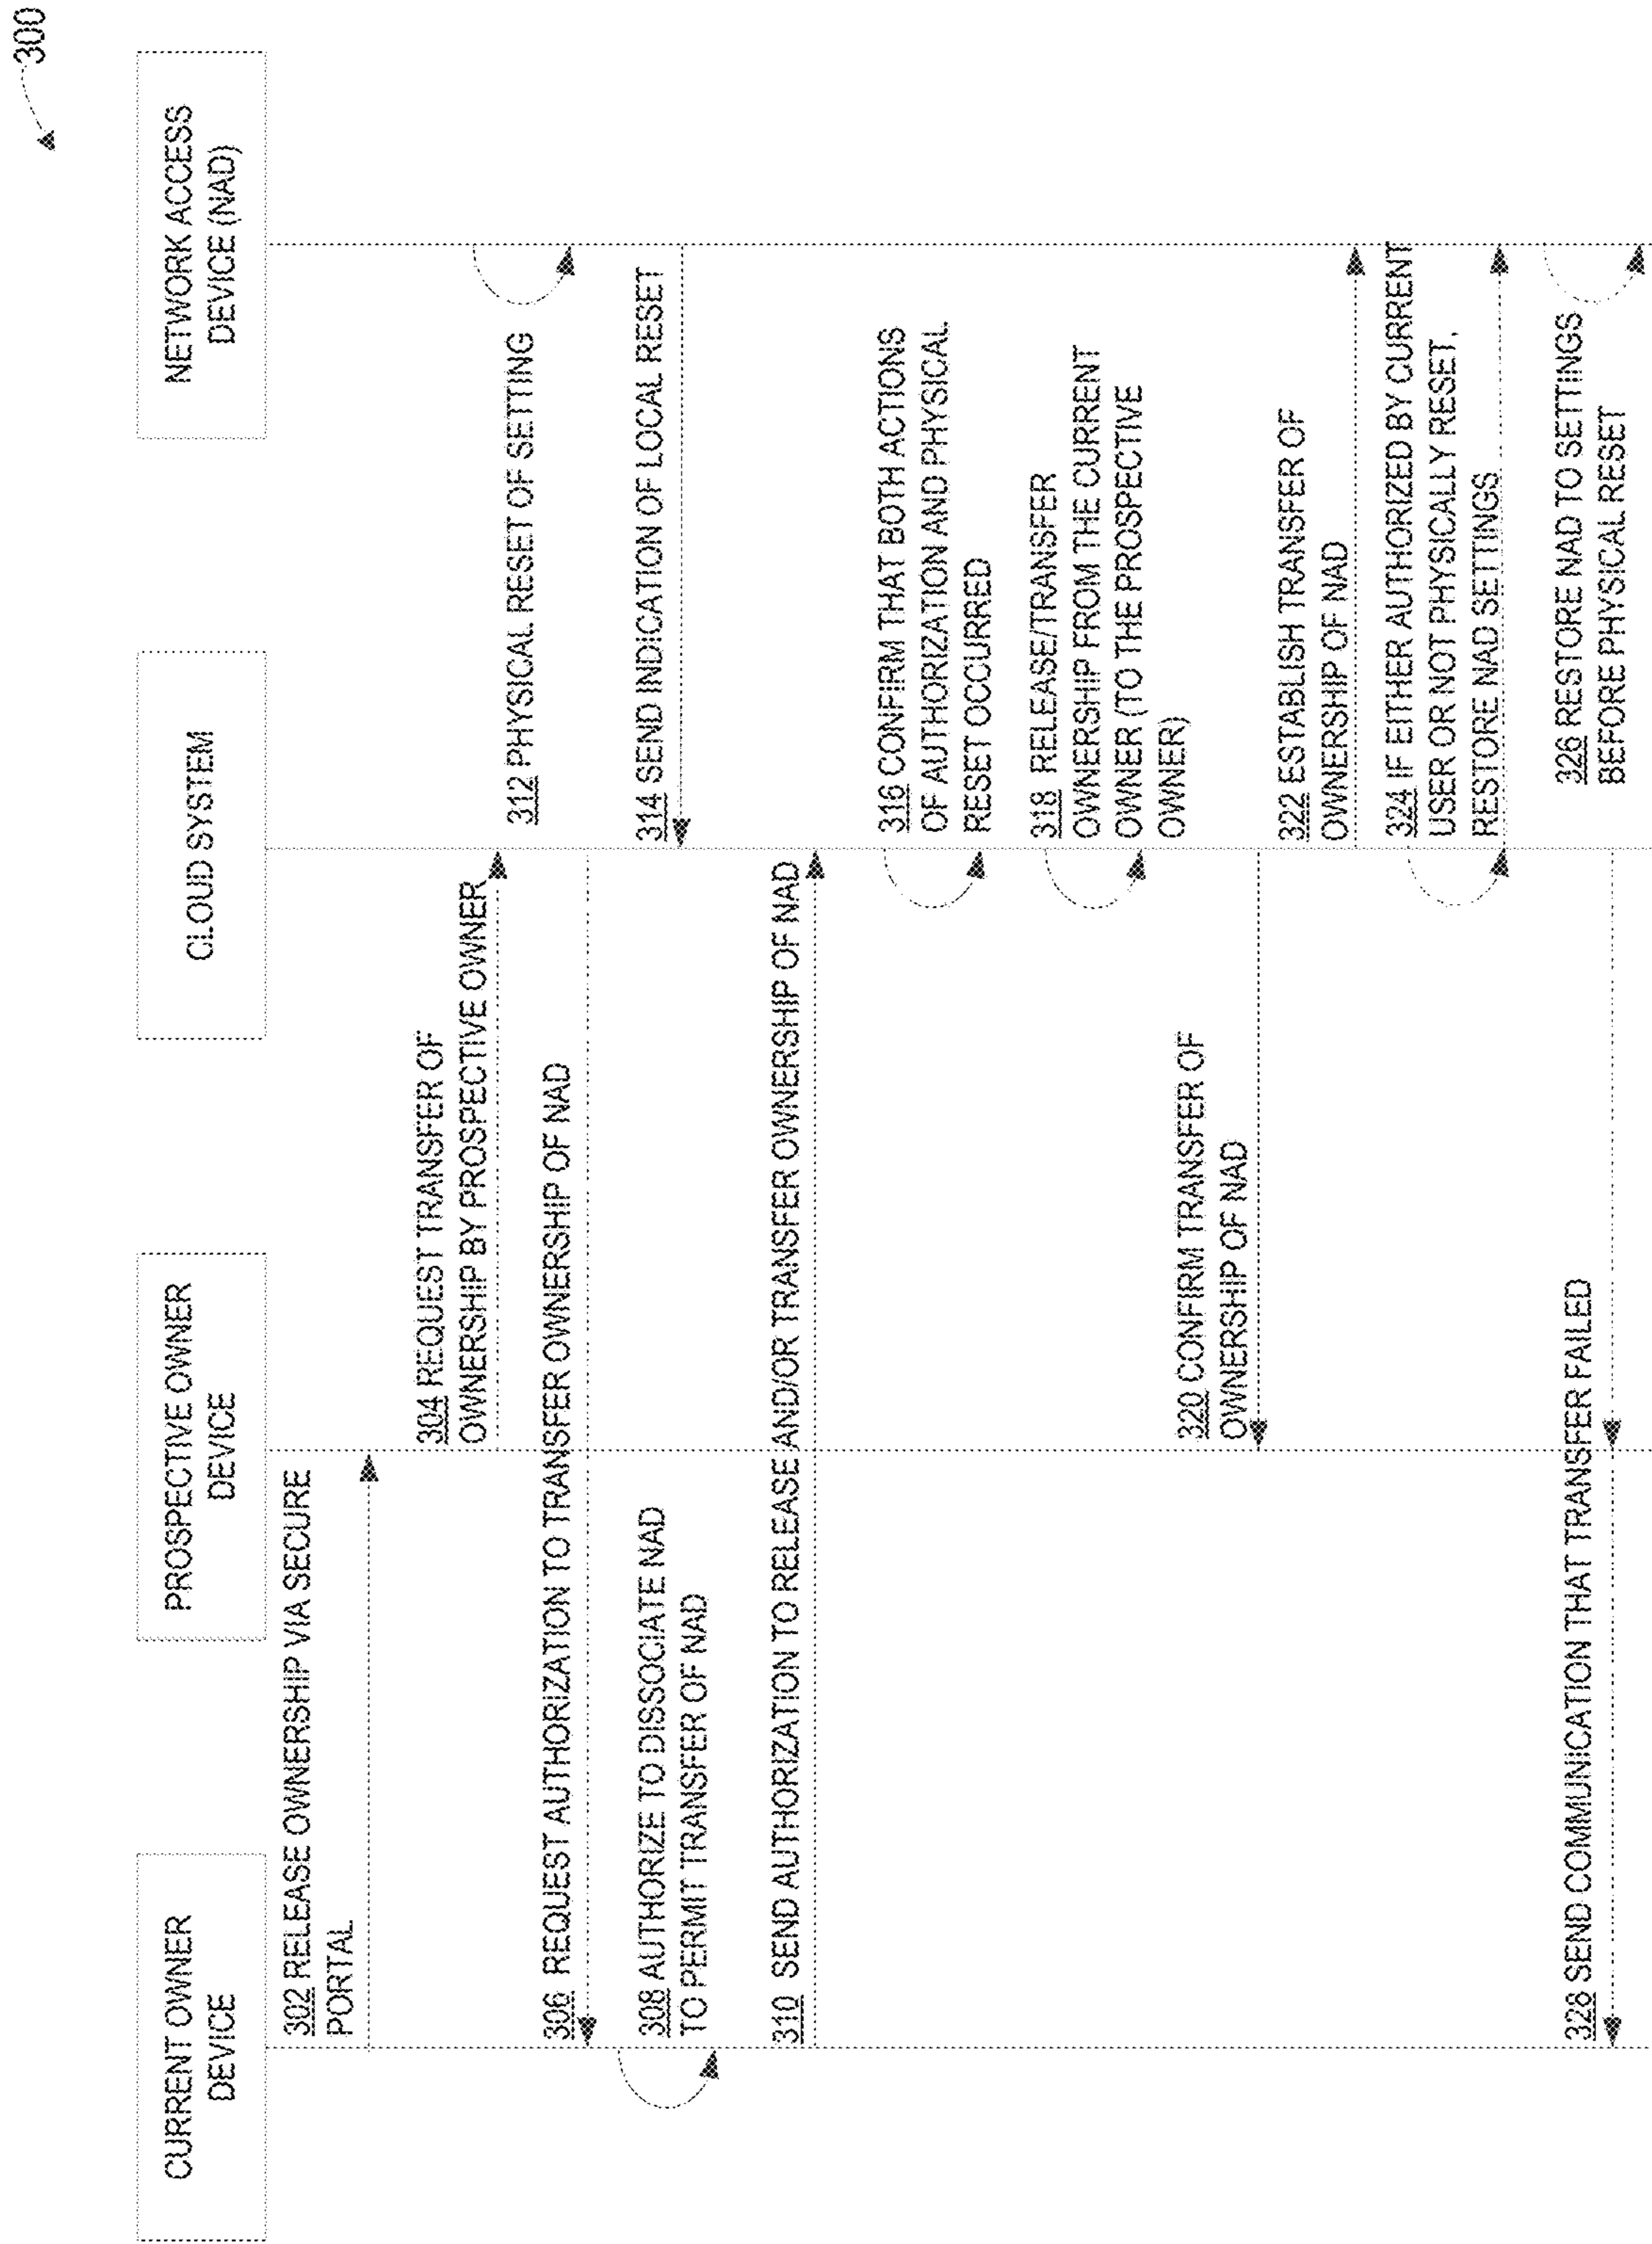 300
CURRENT OWNER
DEVICE
PROSPECTIVE OWNER
DEVICE
CLOUD SYSTEM
NETWORK ACCESS
DEVICE (NAD)
302 RELEASE OWNERSHIP VIA SECURE
PORTAL
304 REQUEST TRANSFER OF
OWNERSHIP BY PROSPECTIVE OWNER
306 REQUEST AUTHORIZATION TO TRANSFER OWNERSHIP OF NAD
308 AUTHORIZE TO DISSOCIATE NAD
TO PERMIT TRANSFER OF NAD
310 SEND AUTHORIZATION TO RELEASE AND/OR TRANSFER OWNERSHIP OF NAD
312 PHYSICAL RESET OF SETTING
314 SEND INDICATION OF LOCAL RESET
316 CONFIRM THAT BOTH ACTIONS
OF AUTHORIZATION AND PHYSICAL
RESET OCCURRED
318 RELEASE/TRANSFER
OWNERSHIP FROM THE CURRENT
OWNER (TO THE PROSPECTIVE
OWNER)
320 CONFIRM TRANSFER OF
OWNERSHIP OF NAD
322 ESTABLISH TRANSFER OF
OWNERSHIP OF NAD
324 IF EITHER AUTHORIZED BY CURRENT
USER OR NOT PHYSICALLY RESET,
RESTORE NAD SETTINGS
326 RESTORE NAD TO SETTINGS
BEFORE PHYSICAL RESET
328 SEND COMMUNICATION THAT TRANSFER FAILED